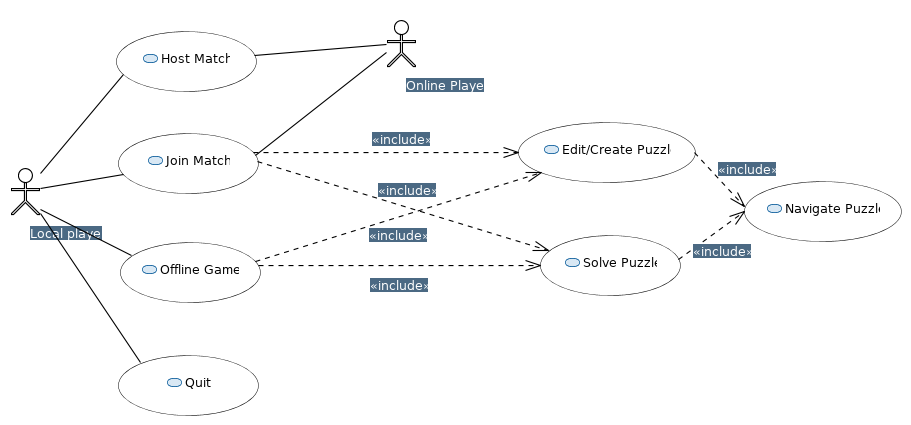 Host Match
Online Playe
Join Match
«include»
Edit/Create Puzzl
«include»
«include»
Navigate Puzzle
Local playe
«include»
«include»
Offline Game
Solve Puzzle
«include»
Quit